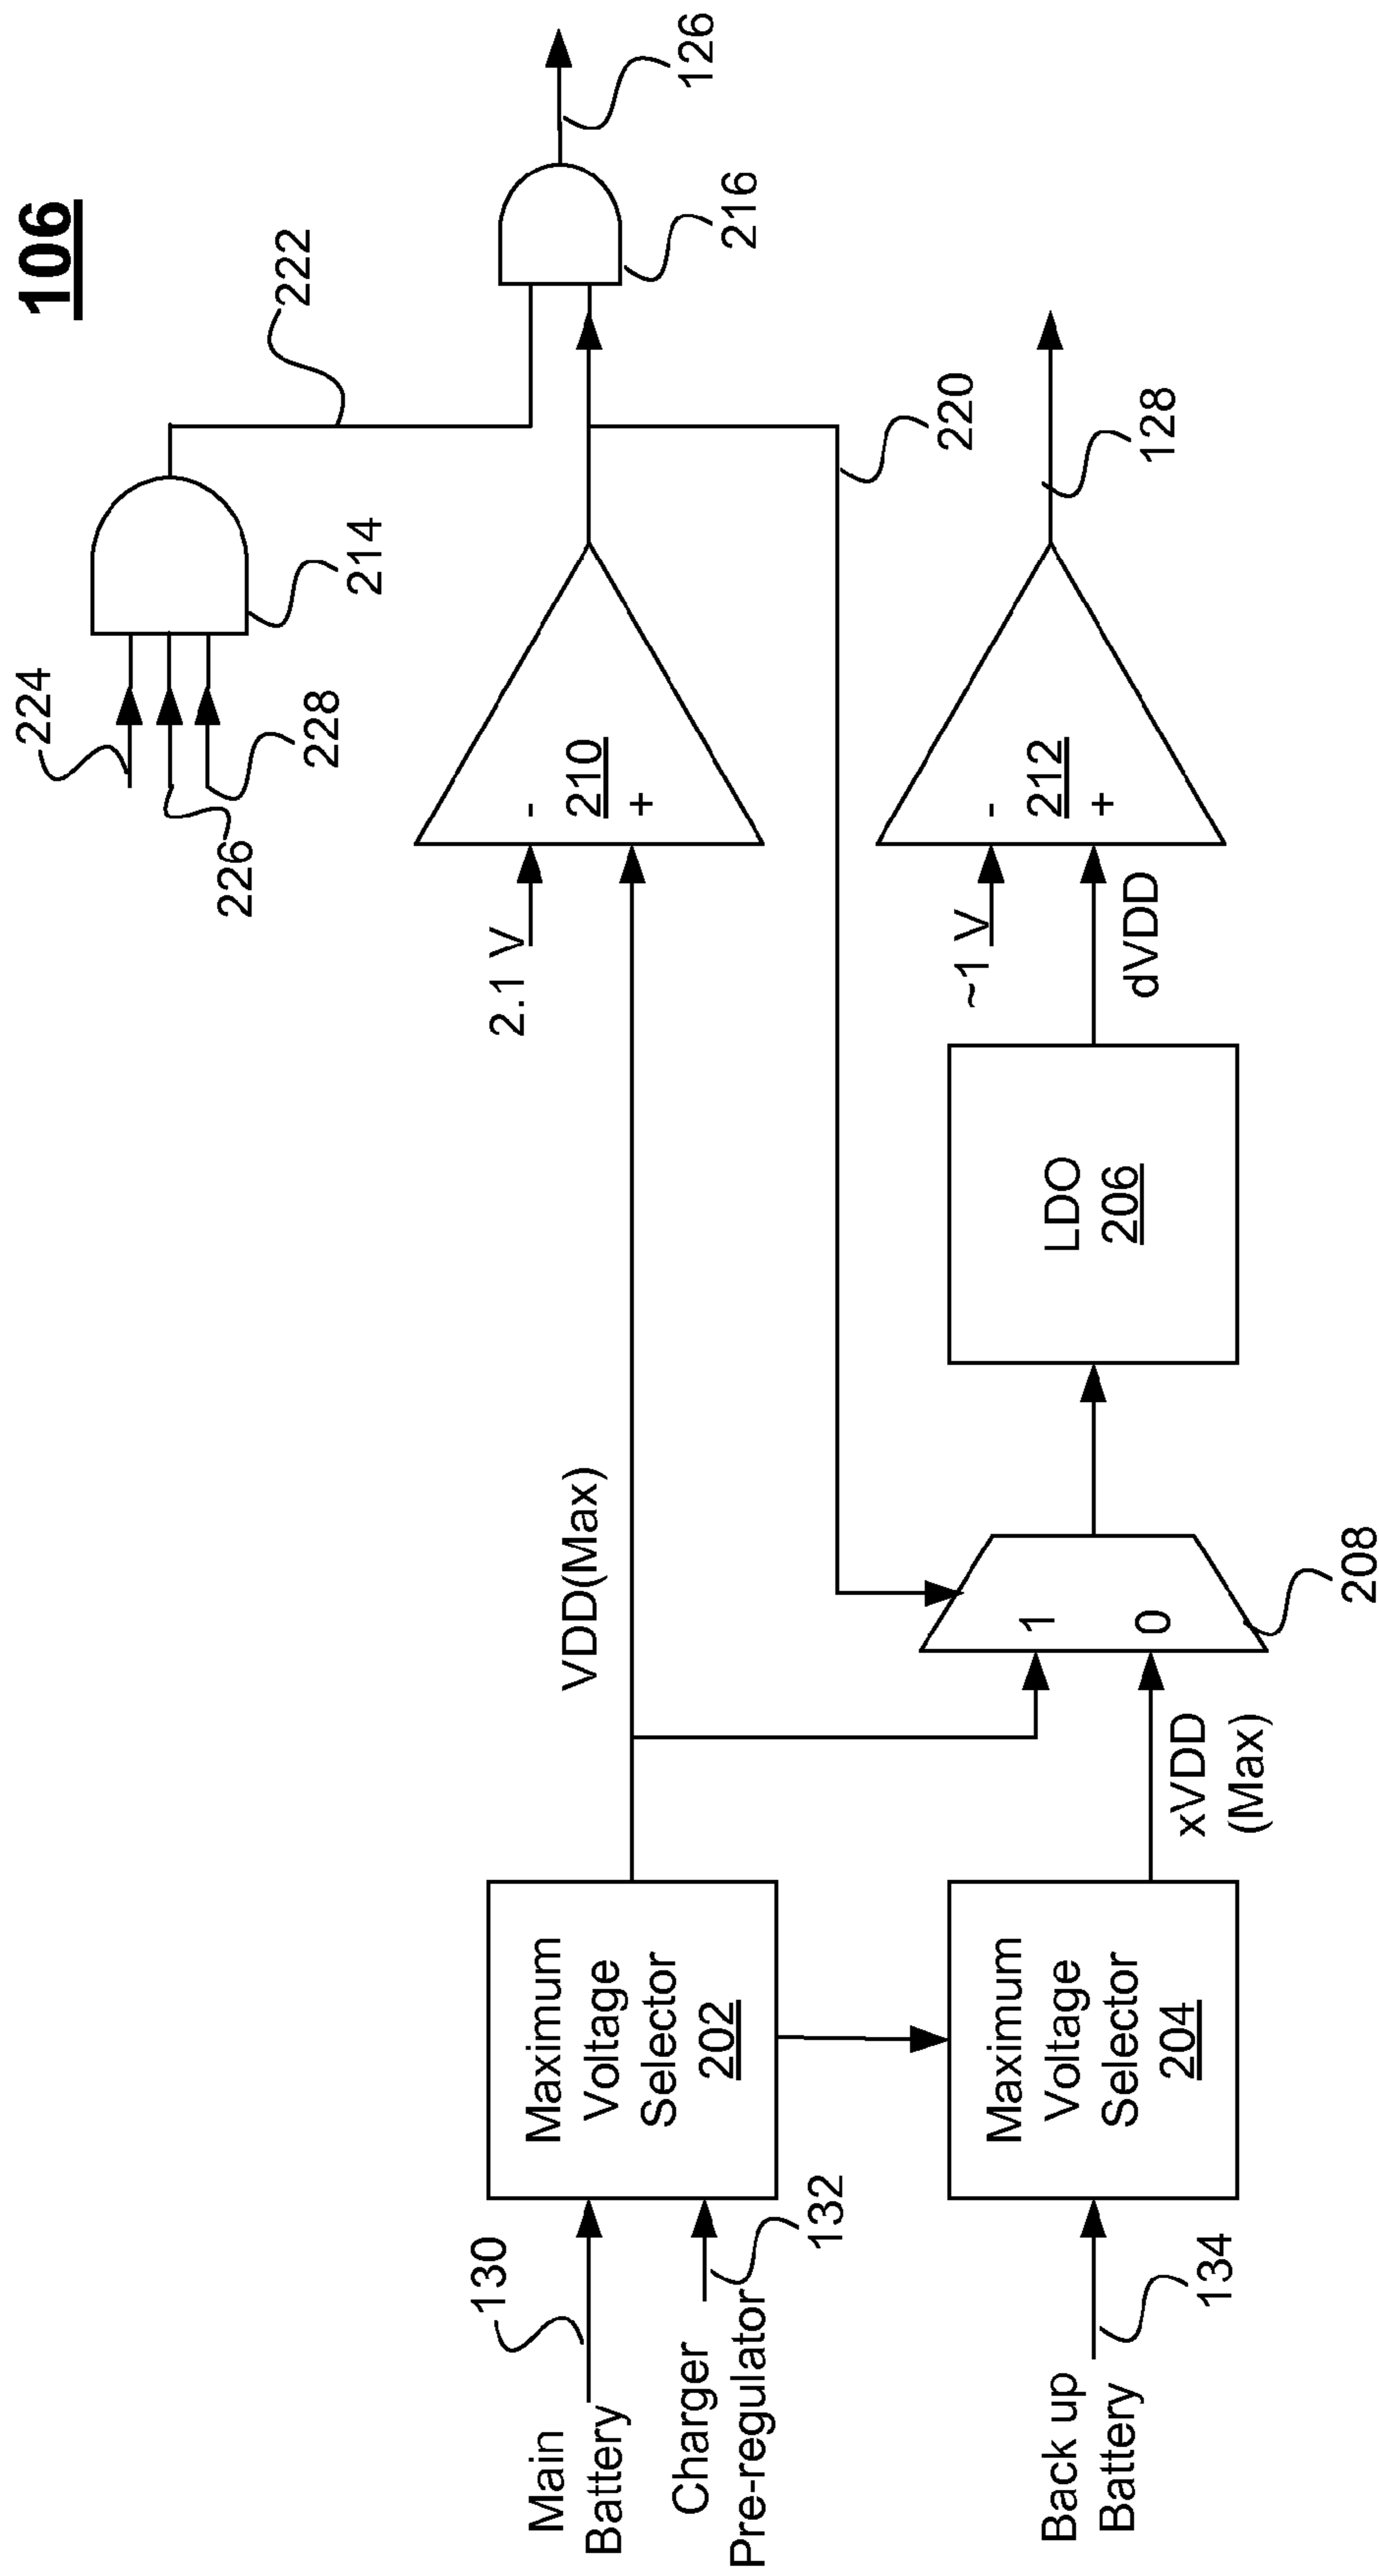 106
224
226
228
214
222
2.1 V
-
210
+
216
126
220
VDD(Max)
130
Main
Battery
Charger
Pre-regulator
132
Maximum
Voltage
Selector
202
Back up
Battery
134
Maximum
Voltage
Selector
204
xVDD
(Max)
1
0
208
LDO
206
dVDD
~1 V
-
212
+
128